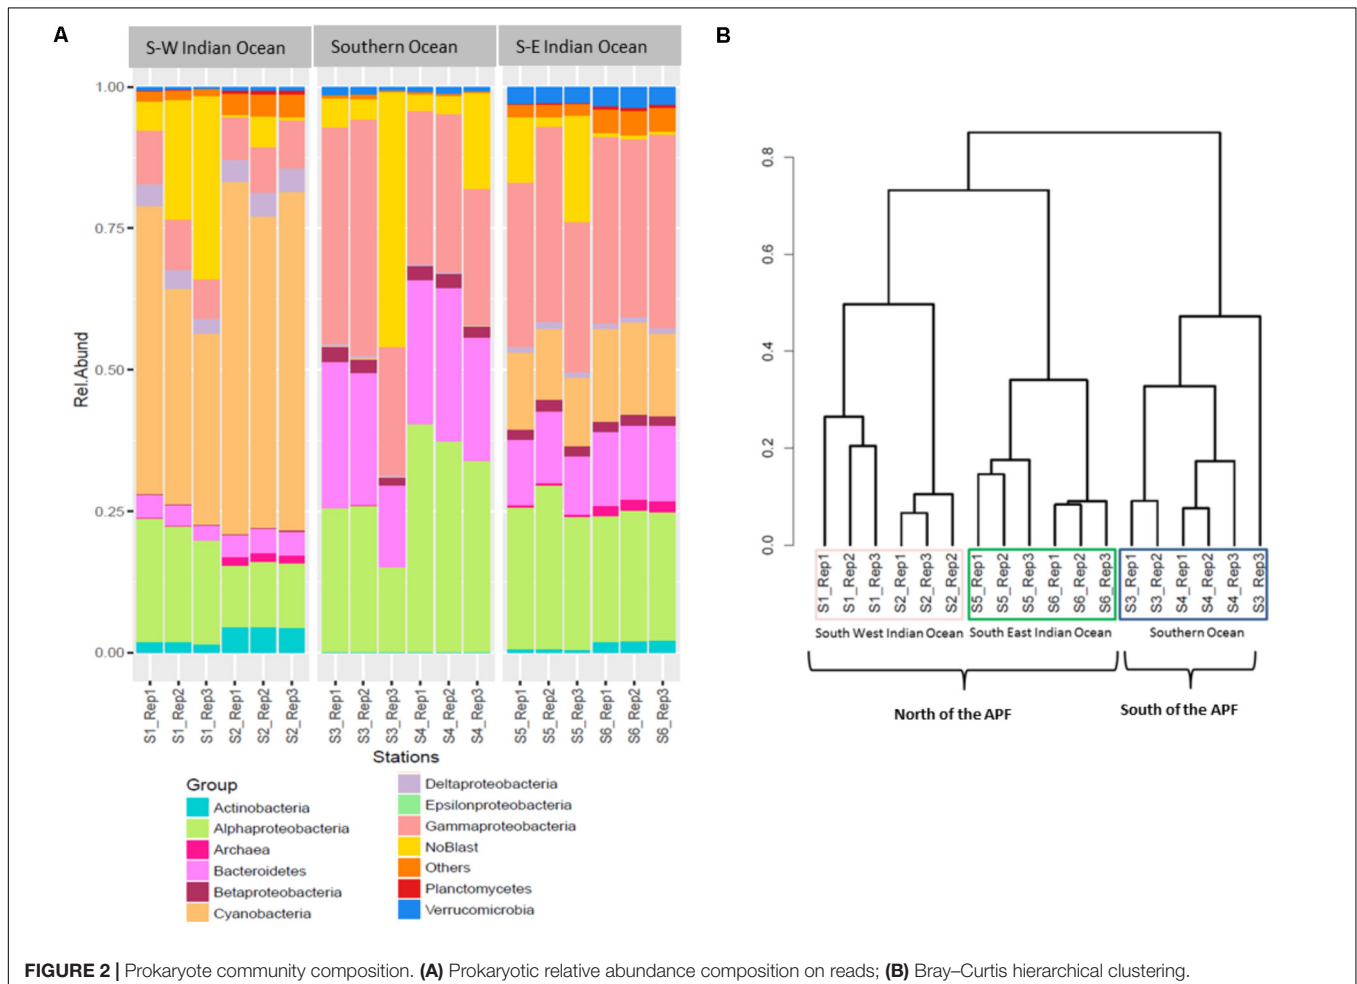 A
B
S-W Indian Ocean
Southern Ocean
S-E Indian Ocean
1.00
0.75
0.50
0.25
0.00
Rel.Abund
S1_Rep1
S1_Rep2
S1_Rep3
S2_Rep1
S2_Rep2
S2_Rep3
S3_Rep1
S3_Rep2
S3_Rep3
S4_Rep1
S4_Rep2
S4_Rep3
S5_Rep1
S5_Rep2
S5_Rep3
S6_Rep1
S6_Rep2
S6_Rep3
Stations
Group
Actinobacteria
Alphaproteobacteria
Archaea
Bacteroidetes
Betaproteobacteria
Cyanobacteria
Deltaproteobacteria
Epsilonproteobacteria
Gammaproteobacteria
NoBlast
Others
Planctomycetes
Verrucomicrobia
0.8
0.6
0.4
0.2
0.0
S1_Rep1
S1_Rep2
S1_Rep3
S2_Rep1
S2_Rep3
S2_Rep2
S5_Rep1
S5_Rep2
S5_Rep3
S6_Rep1
S6_Rep2
S6_Rep3
S3_Rep1
S3_Rep2
S4_Rep1
S4_Rep2
S4_Rep3
S3_Rep3
South West Indian Ocean
South East Indian Ocean
Southern Ocean
North of the APF
South of the APF
FIGURE 2 | Prokaryote community composition. (A) Prokaryotic relative abundance composition on reads; (B) Bray–Curtis hierarchical clustering.